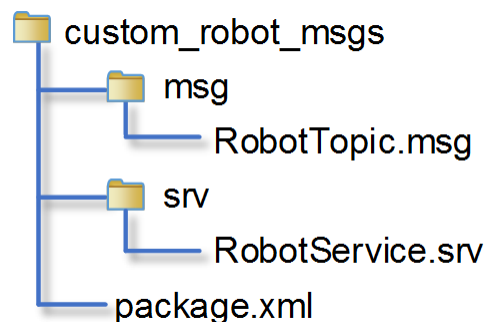 custom_robot_msgs
msg
RobotTopic.msg
srv
RobotService.srv
package.xml